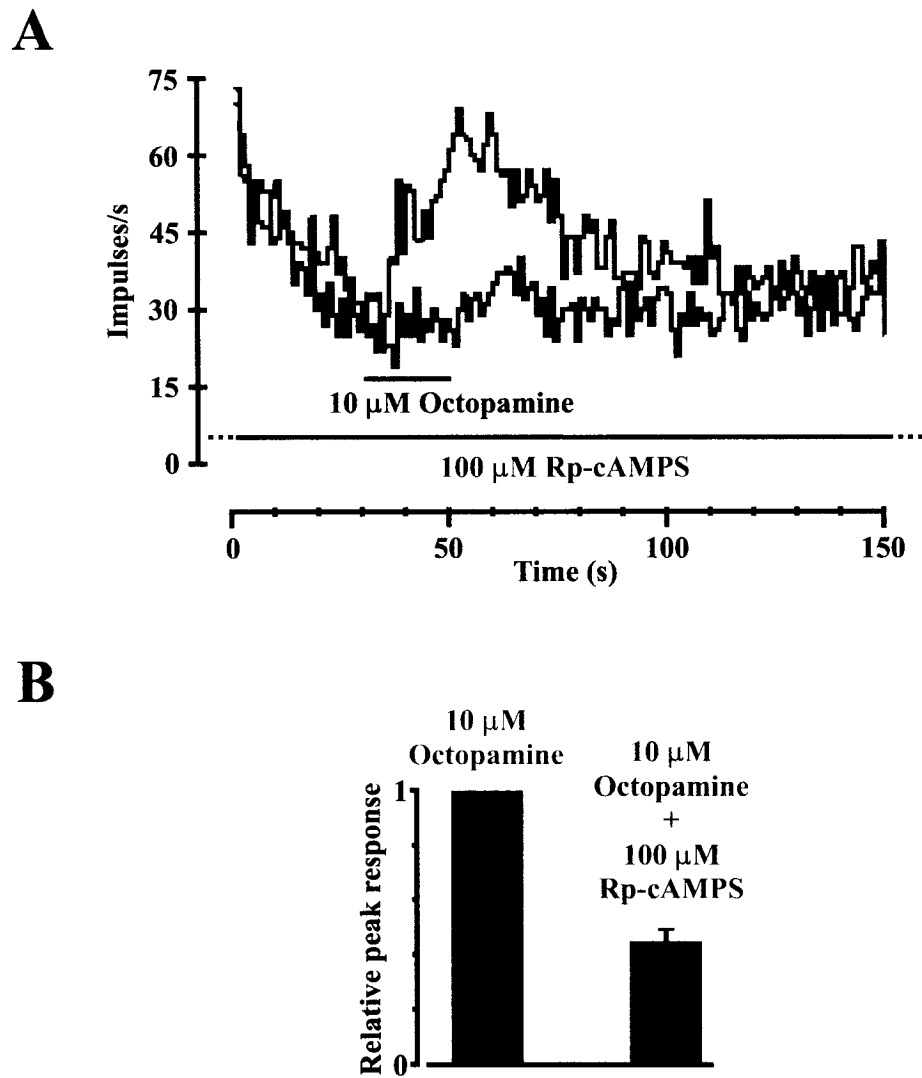 A
75
60
45
30
15
0
Impulses/s
10 μM Octopamine
100 μM Rp-cAMPS
0
50
100
150
Time (s)
B
10 μM
Octopamine
10 μM
Octopamine
+
100 μM
Rp-cAMPS
1
0
Relative peak response